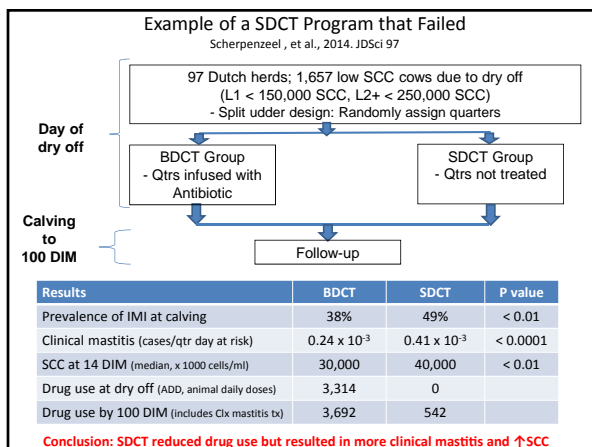 Example of a SDCT Program that Failed
Scherpenzeel , et al., 2014. JDSci 97
97 Dutch herds; 1,657 low SCC cows due to dry off
(L1 < 150,000 SCC, L2+ < 250,000 SCC)
- Split udder design: Randomly assign quarters
Day of
dry off
BDCT Group
- Qtrs infused with
Antibiotic
SDCT Group
- Qtrs not treated
Calving
to
100 DIM
Follow-up
Results BDCT SDCT P value
Prevalence of IMI at calving 38% 49% < 0.01
Clinical mastitis (cases/qtr day at risk) 0.24 x 10⁻³ 0.41 x 10⁻³ < 0.0001
SCC at 14 DIM (median, x 1000 cells/ml) 30,000 40,000 < 0.01
Drug use at dry off (ADD, animal daily doses) 3,314 0
Drug use by 100 DIM (includes Clx mastitis tx) 3,692 542
Conclusion: SDCT reduced drug use but resulted in more clinical mastitis and ↑SCC